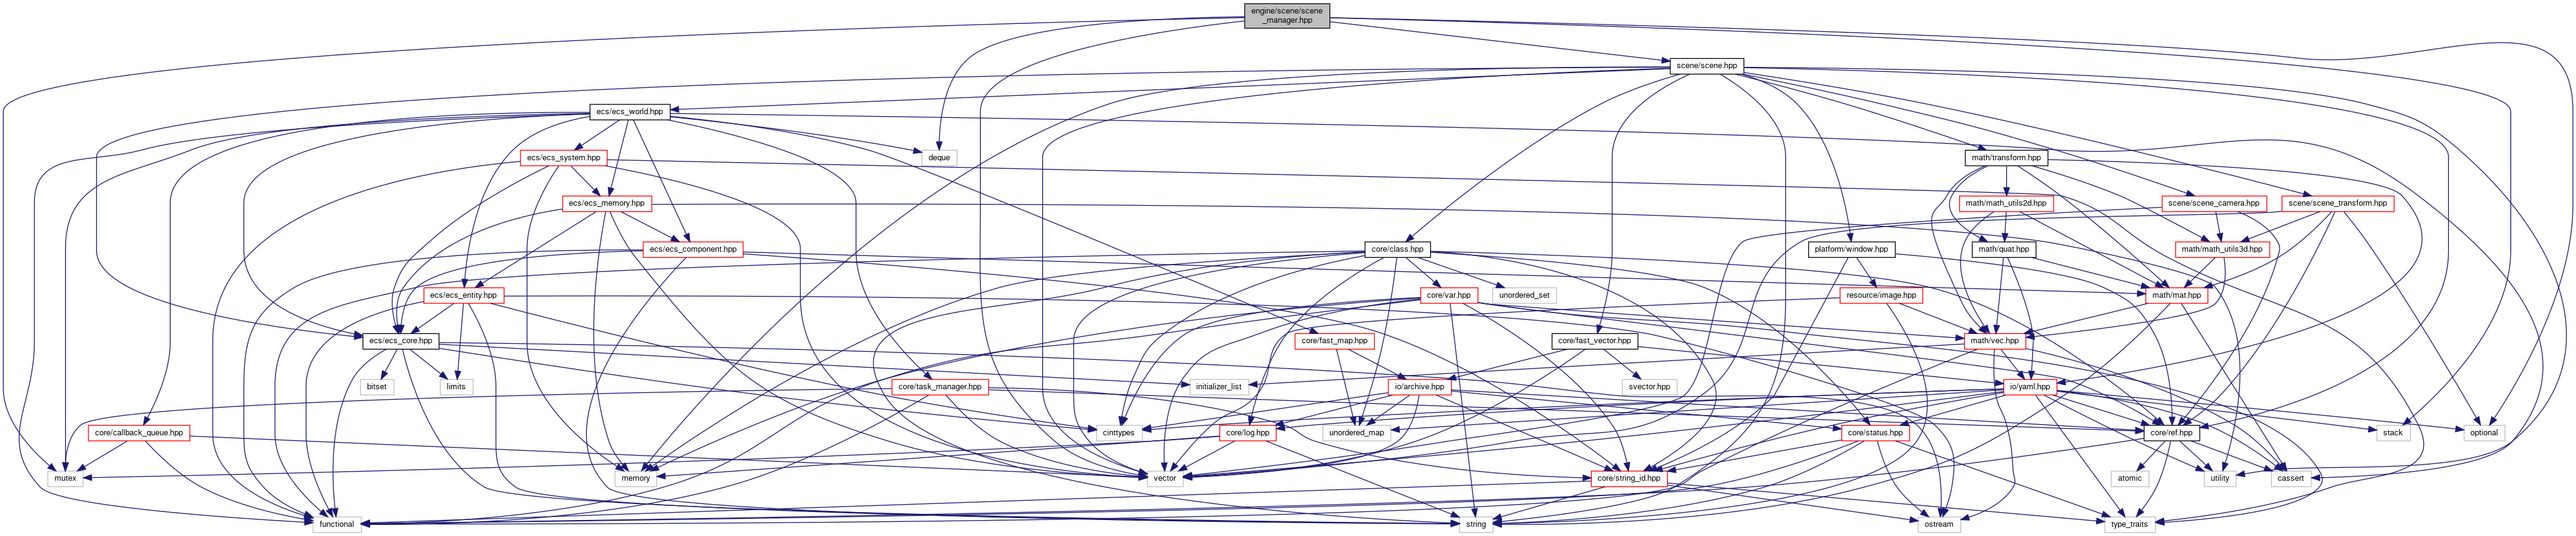 engine/scene/scene
_manager.hpp
scene/scene.hpp
ecs/ecs_world.hpp
ecs/ecs_system.hpp
deque
math/transform.hpp
ecs/ecs_memory.hpp
math/math_utils2d.hpp
scene/scene_camera.hpp
scene/scene_transform.hpp
ecs/ecs_component.hpp
core/class.hpp
platform/window.hpp
math/quat.hpp
math/math_utils3d.hpp
ecs/ecs_entity.hpp
core/var.hpp
unordered_set
resource/image.hpp
math/mat.hpp
ecs/ecs_core.hpp
core/fast_map.hpp
core/fast_vector.hpp
math/vec.hpp
bitset
limits
core/task_manager.hpp
initializer_list
io/archive.hpp
svector.hpp
io/yaml.hpp
core/callback_queue.hpp
cinttypes
core/log.hpp
unordered_map
core/status.hpp
core/ref.hpp
stack
optional
mutex
memory
vector
core/string_id.hpp
atomic
utility
cassert
functional
string
ostream
type_traits